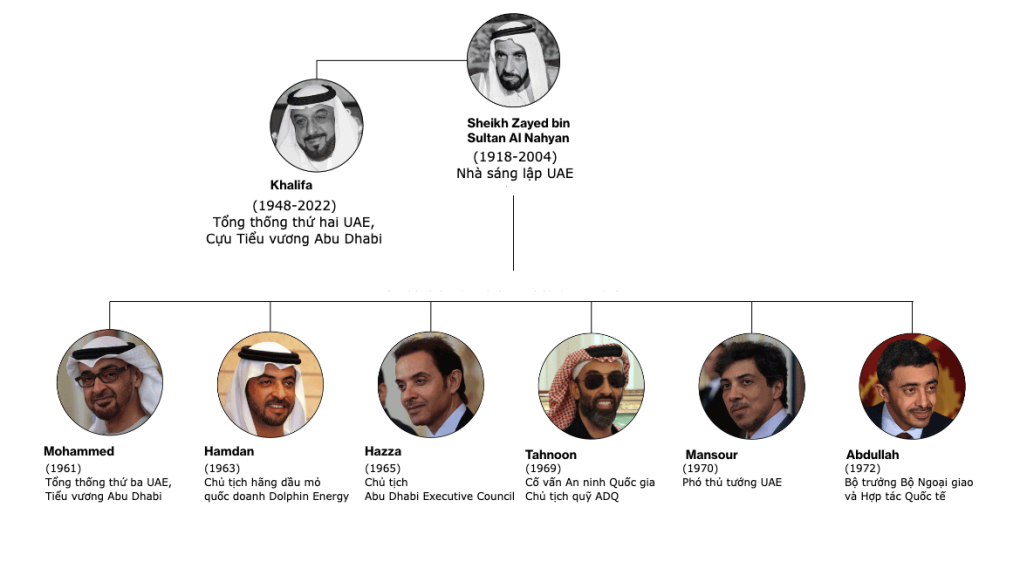 Sheikh Zayed bin
Sultan Al Nahyan
(1918-2004)
Nhà sáng lập UAE
Khalifa
(1948-2022)
Tổng thống thứ hai UAE,
Cựu Tiểu vương Abu Dhabi
Mohammed
(1961)
Tổng thống thứ ba UAE,
Tiểu vương Abu Dhabi
Hamdan
(1963)
Chủ tịch hãng dầu mỏ
quốc doanh Dolphin Energy
Hazza
(1965)
Chủ tịch
Abu Dhabi Executive Council
Tahnoon
(1969)
Cố vấn An ninh Quốc gia
Chủ tịch quỹ ADQ
Mansour
(1970)
Phó thủ tướng UAE
Abdullah
(1972)
Bộ trưởng Bộ Ngoại giao
và Hợp tác Quốc tế